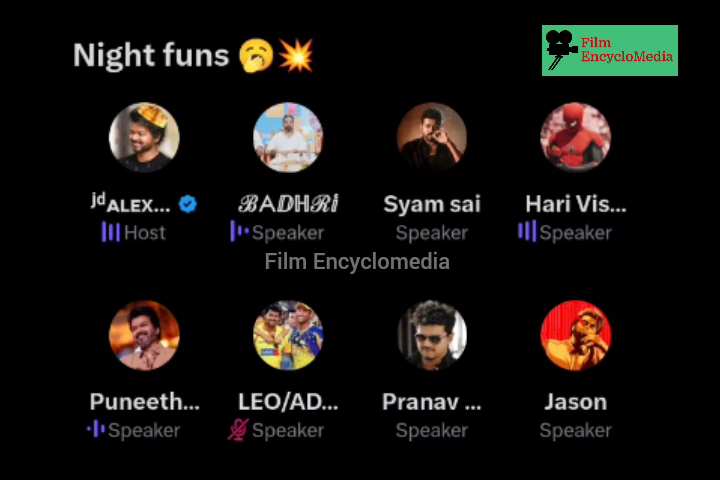 Night funs 🥱💥
Film
EncycloMedia
ʲᵈALEX...
ℬᎪⅅℍℛⅈ
Syam sai
Hari Vis...
Host
Speaker
Speaker
Speaker
Film Encyclomedia
Puneeth...
LEO/AD...
Pranav ...
Jason
Speaker
Speaker
Speaker
Speaker